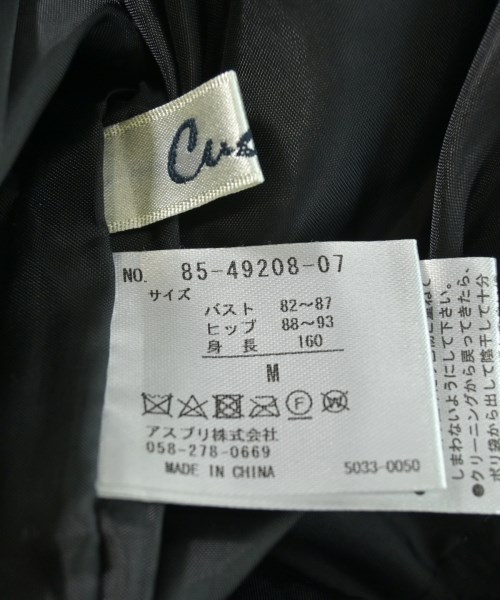 Cus
NO. 85-49208-07
サイズ
バスト 82～87
ヒップ 88～93
身長 160
M
F W
アスプリ株式会社
058-278-0669
MADE IN CHINA 5033-0050
しまわないようにして下さい。
●クリーニングから戻ってきたら、
ポリ袋から出して陰干して十分